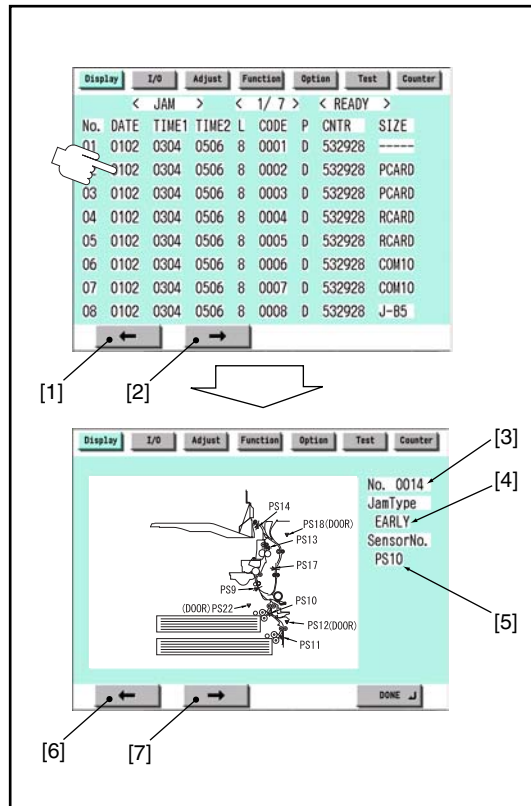 Display I/O Adjust Function Option Test Counter
< JAM > < 1/ 7 > < READY >
No. DATE TIME1 TIME2 L CODE P CNTR SIZE
01 0102 0304 0506 8 0001 D 532928 -----
0102 0304 0506 8 0002 D 532928 PCARD
03 0102 0304 0506 8 0003 D 532928 PCARD
04 0102 0304 0506 8 0004 D 532928 RCARD
05 0102 0304 0506 8 0005 D 532928 RCARD
06 0102 0304 0506 8 0006 D 532928 COM10
07 0102 0304 0506 8 0007 D 532928 COM10
08 0102 0304 0506 8 0008 D 532928 J-B5
[1] [2]
Display I/O Adjust Function Option Test Counter
[3]
No. 0014
[4]
JamType
EARLY
SensorNo.
PS10
[5]
PS14
PS18(DOOR)
PS13
PS17
PS9
PS10
(DOOR)PS22
PS12(DOOR)
PS11
DONE
[6] [7]